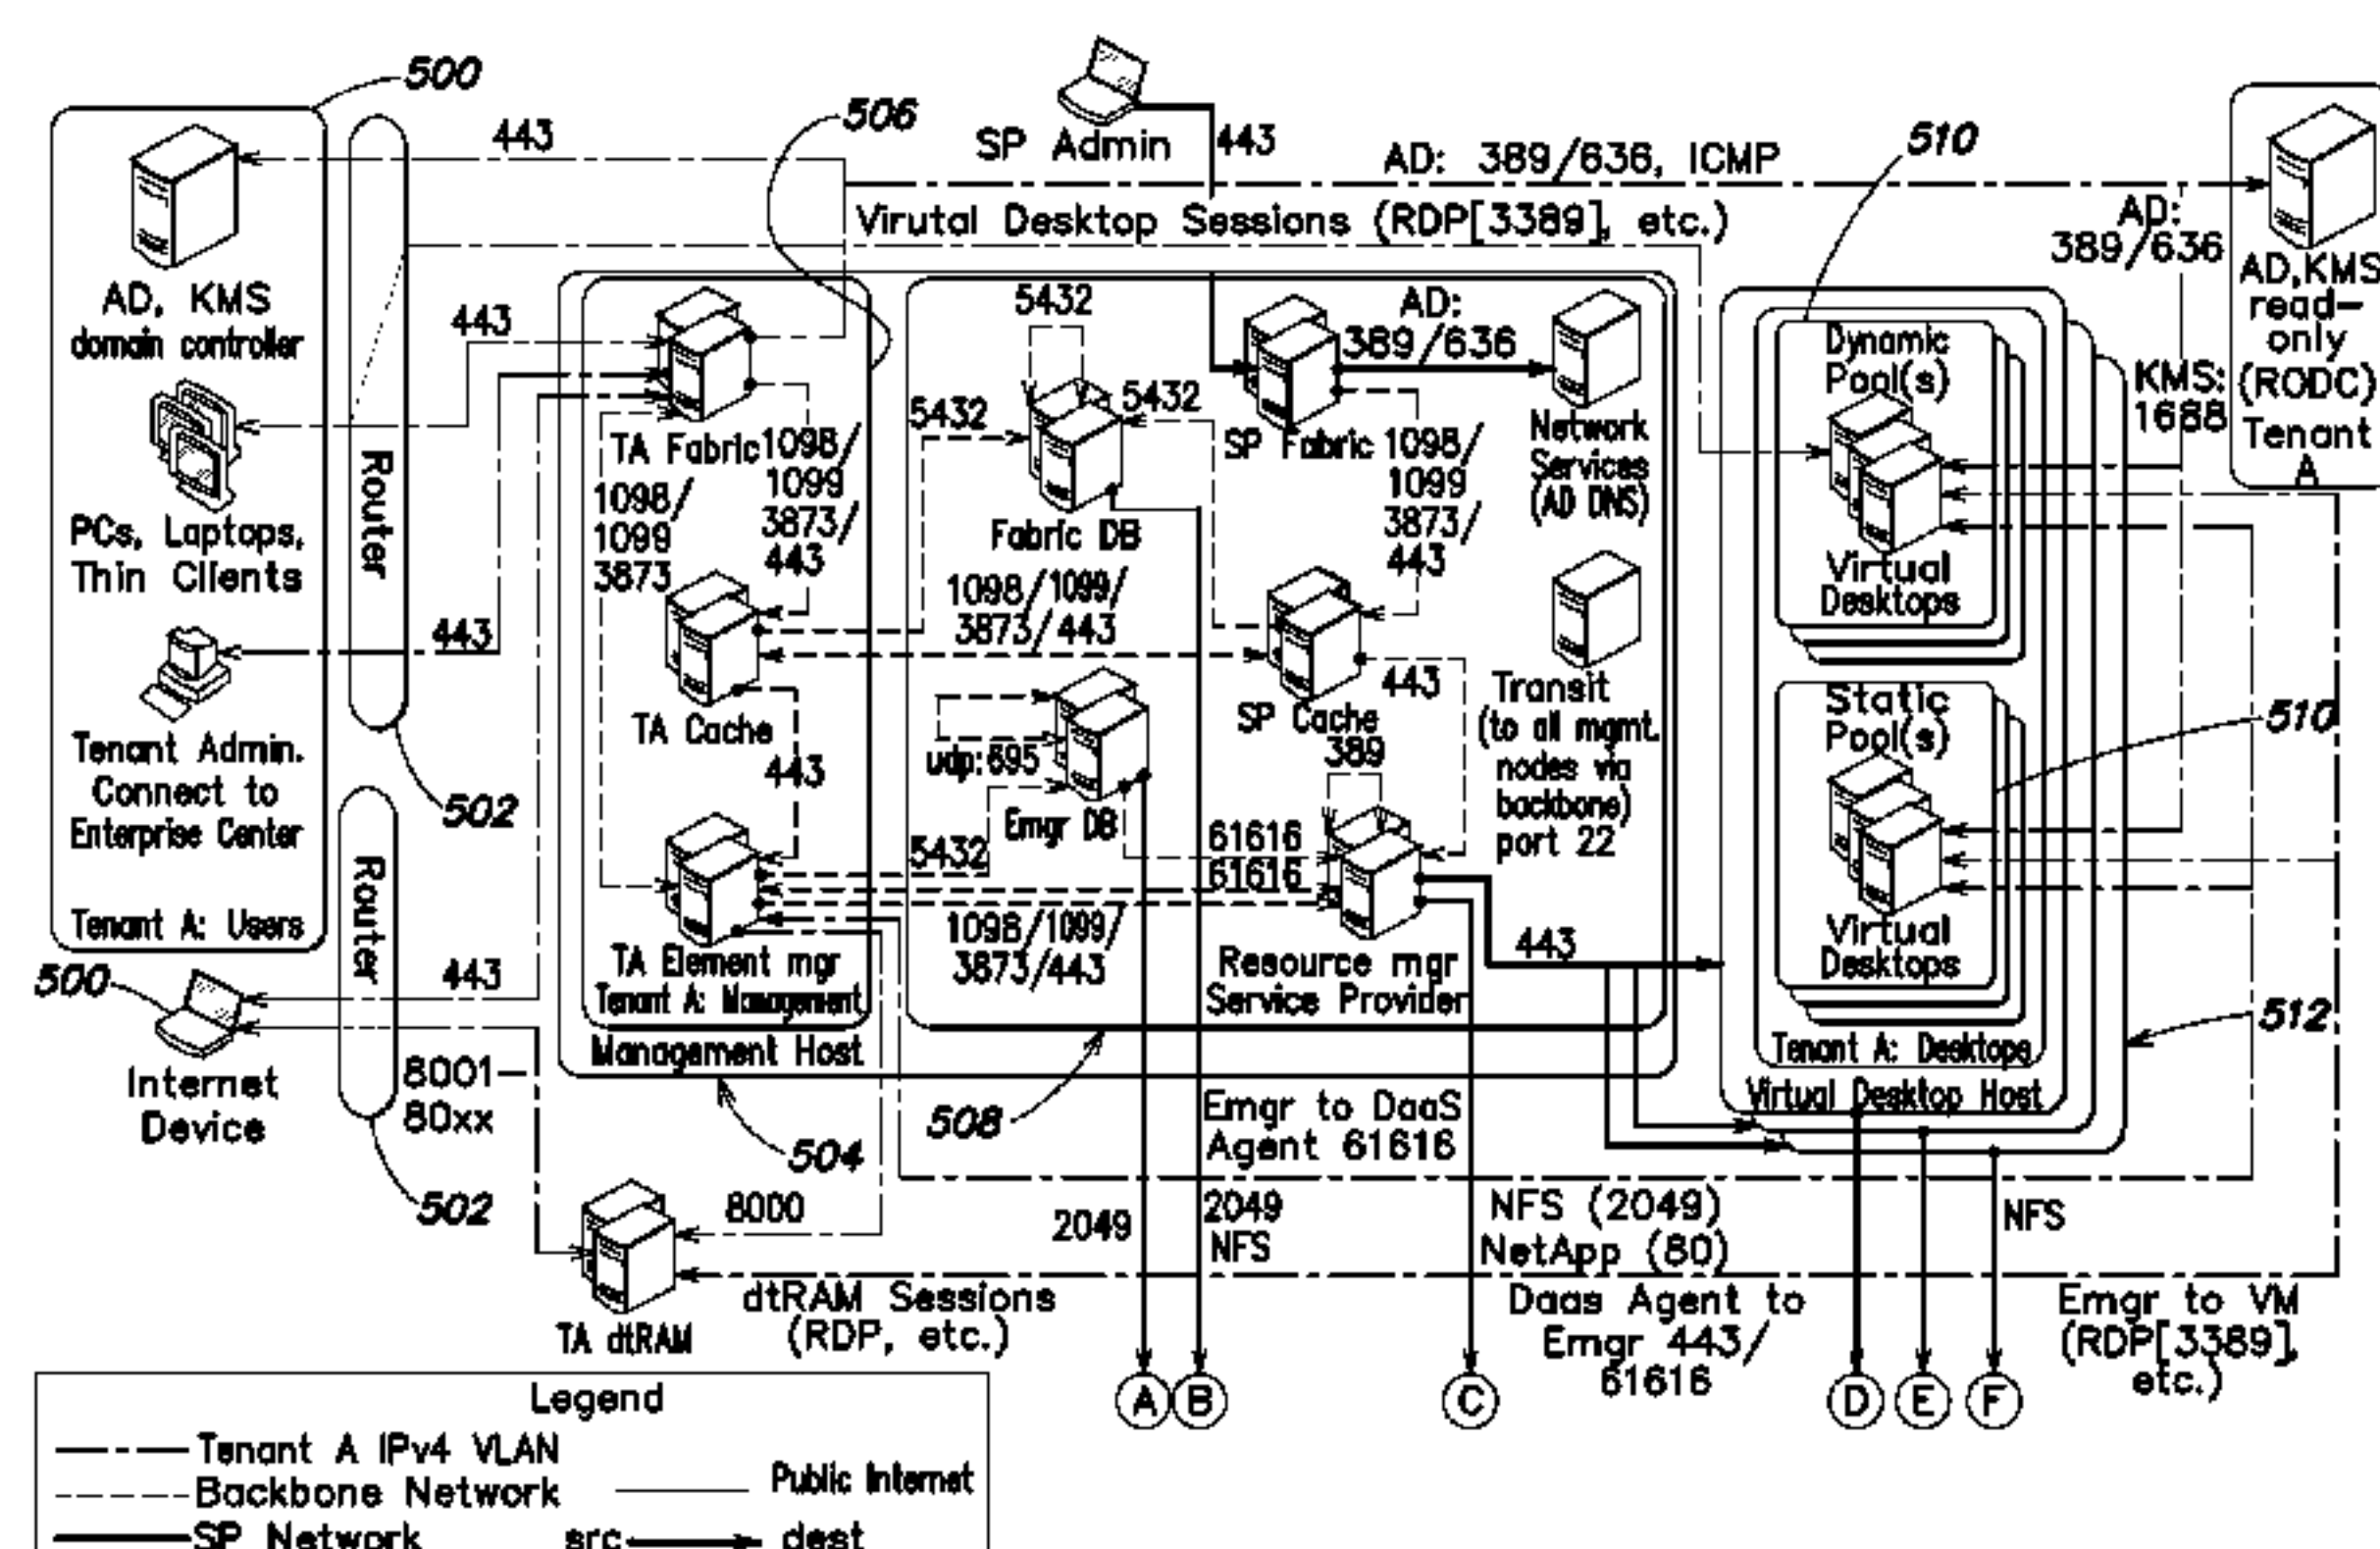 500
AD, KMS
domain controller
PCs, Laptops,
Thin Clients
Tenant Admin.
Connect to
Enterprise Center
Tenant A: Users
500
Internet
Device
Router
502
Router
502
443
443
443
443
8001-
80xx
506
SP Admin
443
AD: 389/636, ICMP
Virutal Desktop Sessions (RDP[3389], etc.)
TA Fabric
1098/
1099
3873/
443
1098/
1099
3873
TA Cache
443
TA Element mgr
Tenant A: Management
Management Host
504
5432
5432
5432
Fabric DB
1098/1099/
3873/443
udp: 695
Emgr DB
5432
61616
61616
1098/1099/
3873/443
AD:
389/636
SP Fabric
1098/
1099
3873/
443
Network
Services
(AD DNS)
SP Cache
443
389
Transit
(to all mgmt.
nodes via
backbone)
port 22
Resource mgr
Service Provider
443
508
510
Dynamic
Pool(s)
Virtual
Desktops
Static
Pool(s)
Virtual
Desktops
Tenant A: Desktops
Virtual Desktop Host
510
512
AD:
389/636
KMS:
1688
AD,KMS
read-
only
(RODC)
Tenant
A
Emgr to DaaS
Agent 61616
8000
TA dtRAM
dtRAM Sessions
(RDP, etc.)
2049
2049
NFS
NFS (2049)
NetApp (80)
Daas Agent to
Emgr 443/
61616
NFS
Emgr to VM
(RDP[3389],
etc.)
A
B
C
D
E
F
Legend
Tenant A IPv4 VLAN
Backbone Network
Public Internet
SP Network
src
dest